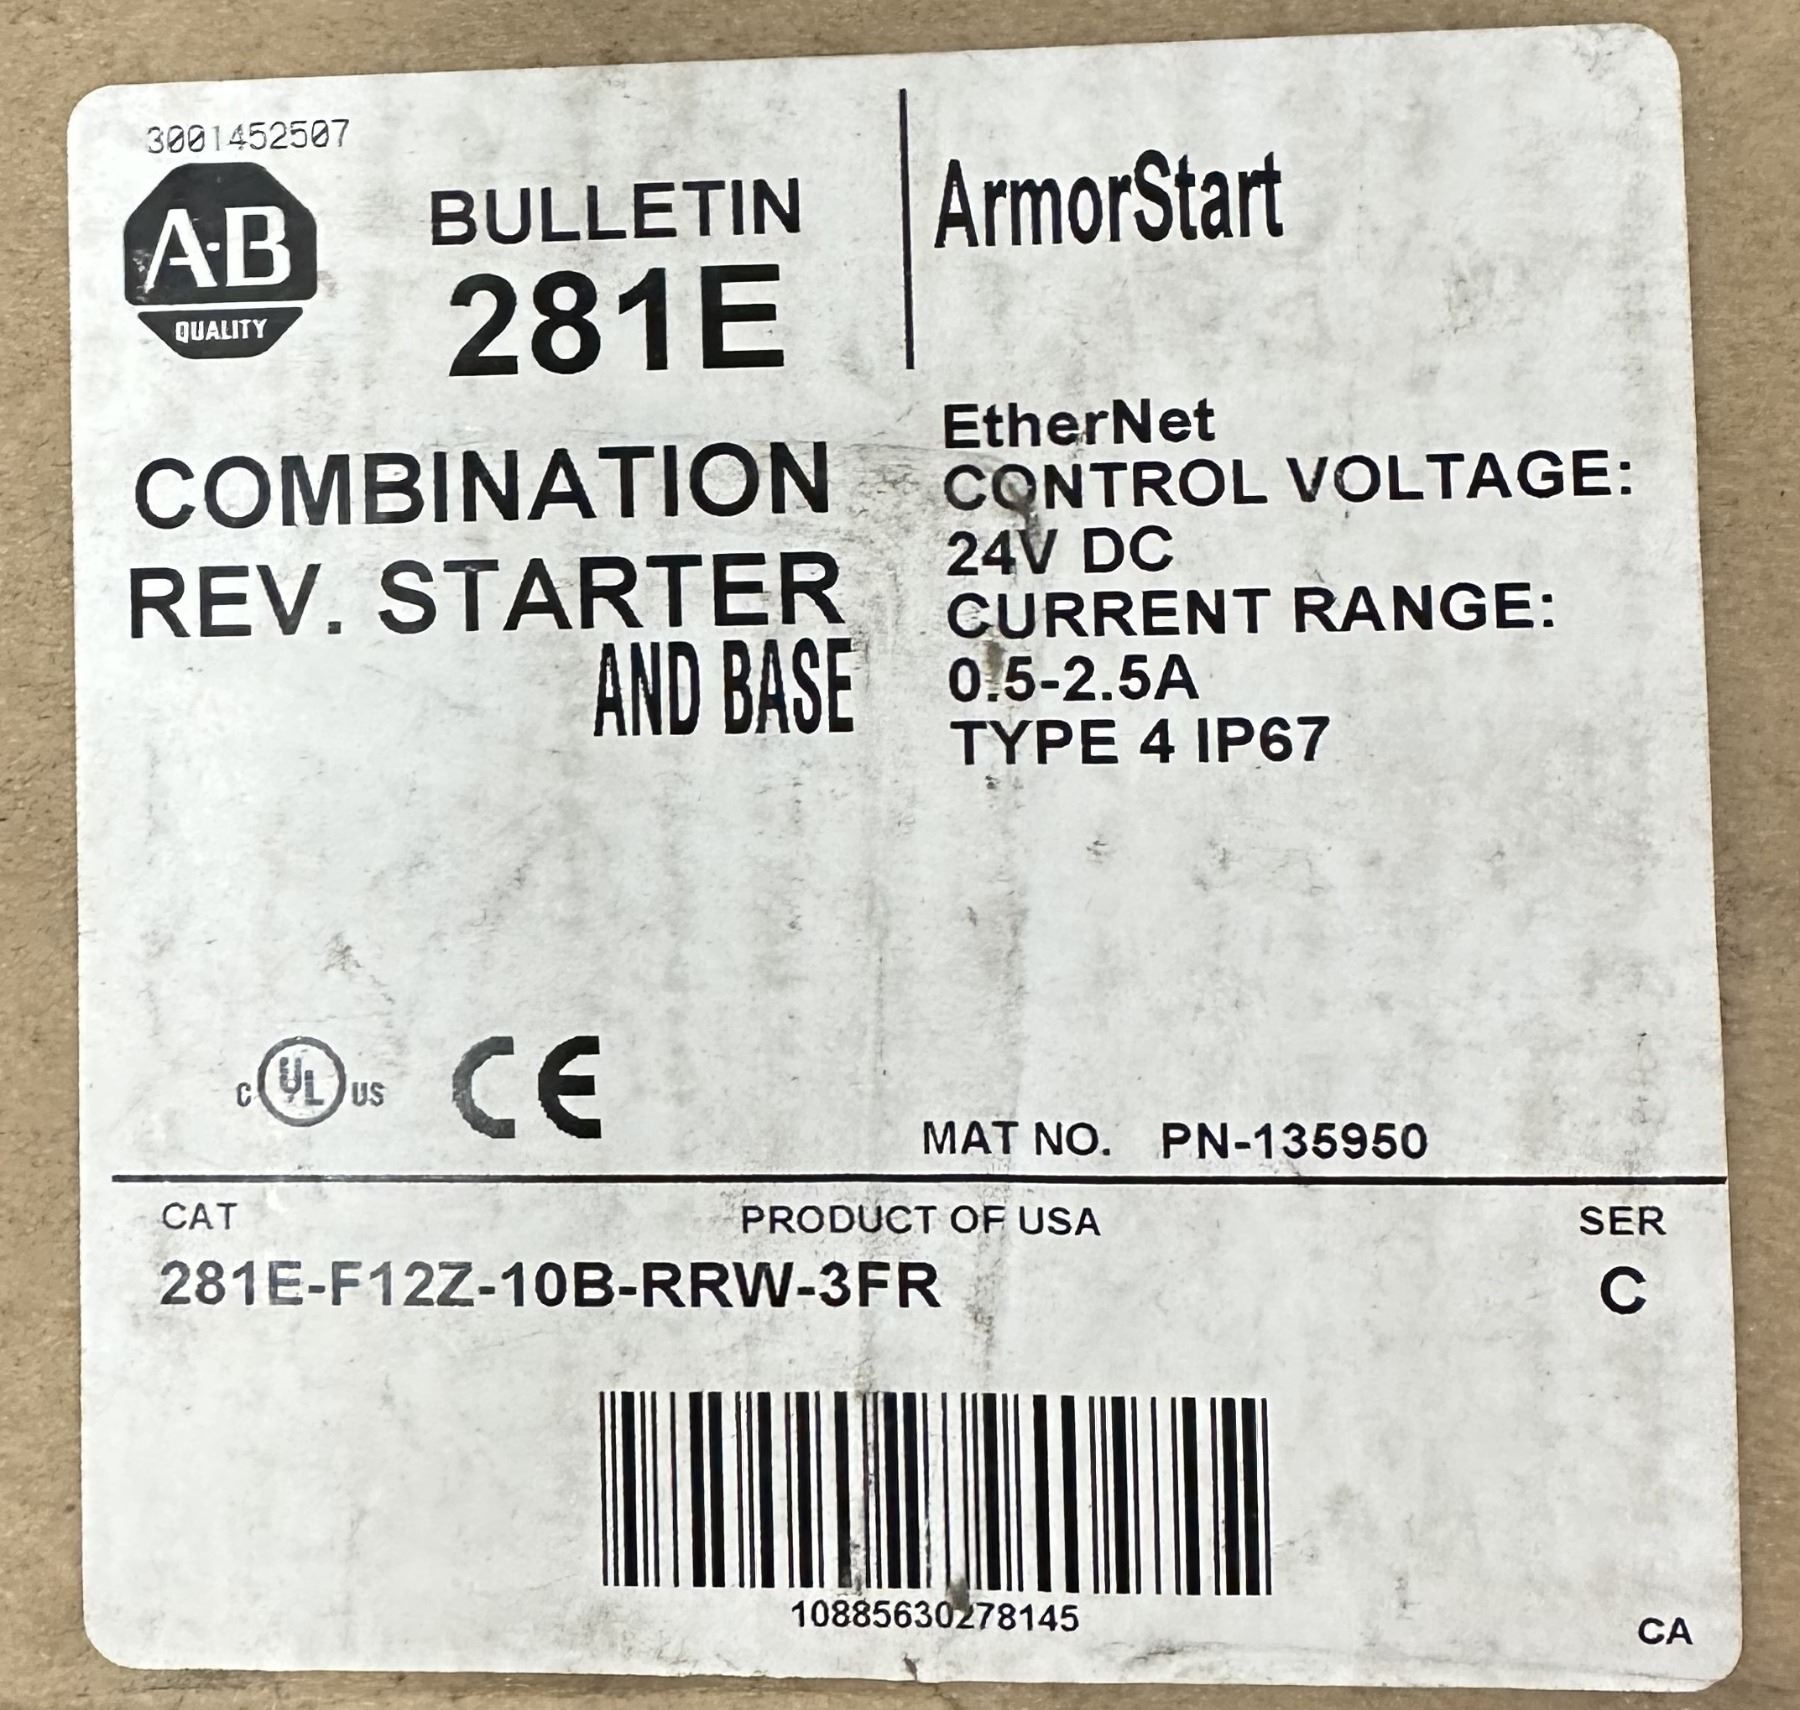 3001452507
A-B
QUALITY
BULLETIN
281E
ArmorStart
COMBINATION
REV. STARTER
AND BASE
EtherNet
CONTROL VOLTAGE:
24V DC
CURRENT RANGE:
0.5-2.5A
TYPE 4 IP67
C UL US CE
MAT NO. PN-135950
CAT PRODUCT OF USA SER
281E-F12Z-10B-RRW-3FR C
10885630278145
CA